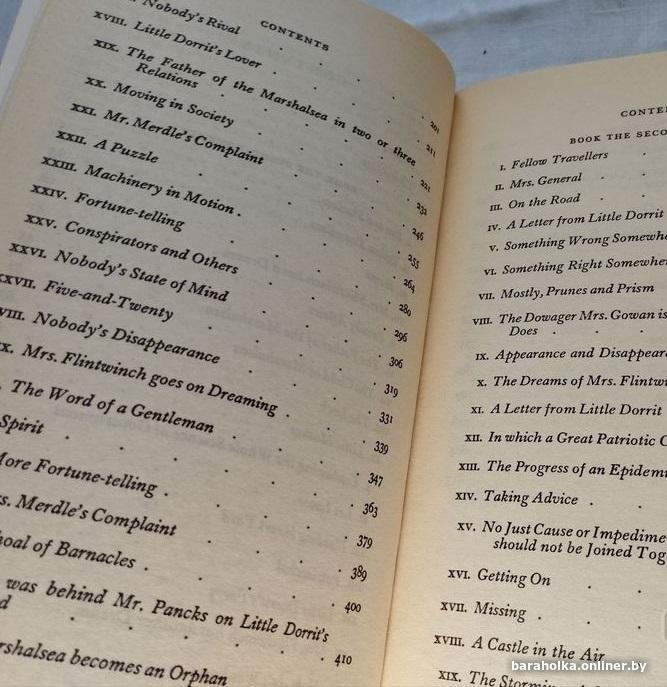 CONTENTS
Nobody's Rival 201
XVIII. Little Dorrit's Lover 211
XIX. The Father of the Marshalsea in two or three
Relations 221
XX. Moving in Society 232
XXI. Mr. Merdle's Complaint 246
XXII. A Puzzle 255
XXIII. Machinery in Motion 264
XXIV. Fortune-telling 280
XXV. Conspirators and Others 296
XXVI. Nobody's State of Mind 306
XXVII. Five-and-Twenty 319
VIII. Nobody's Disappearance 331
X. Mrs. Flintwinch goes on Dreaming 339
The Word of a Gentleman 347
Spirit 363
More Fortune-telling 379
s. Merdle's Complaint 389
hoal of Barnacles 400
was behind Mr. Pancks on Little Dorrit's
d 410
arshalsea becomes an Orphan
CONTE
BOOK THE SECO
I. Fellow Travellers
II. Mrs. General
III. On the Road
IV. A Letter from Little Dorrit
V. Something Wrong Somewh
VI. Something Right Somewher
VII. Mostly, Prunes and Prism
VIII. The Dowager Mrs. Gowan is
Does
IX. Appearance and Disappear
X. The Dreams of Mrs. Flintwi
XI. A Letter from Little Dorrit
XII. In which a Great Patriotic C
XIII. The Progress of an Epidemi
XIV. Taking Advice
XV. No Just Cause or Impedime
should not be Joined Tog
XVI. Getting On
XVII. Missing
XVIII. A Castle in the Air
XIX. The Storming
baraholka.onliner.by